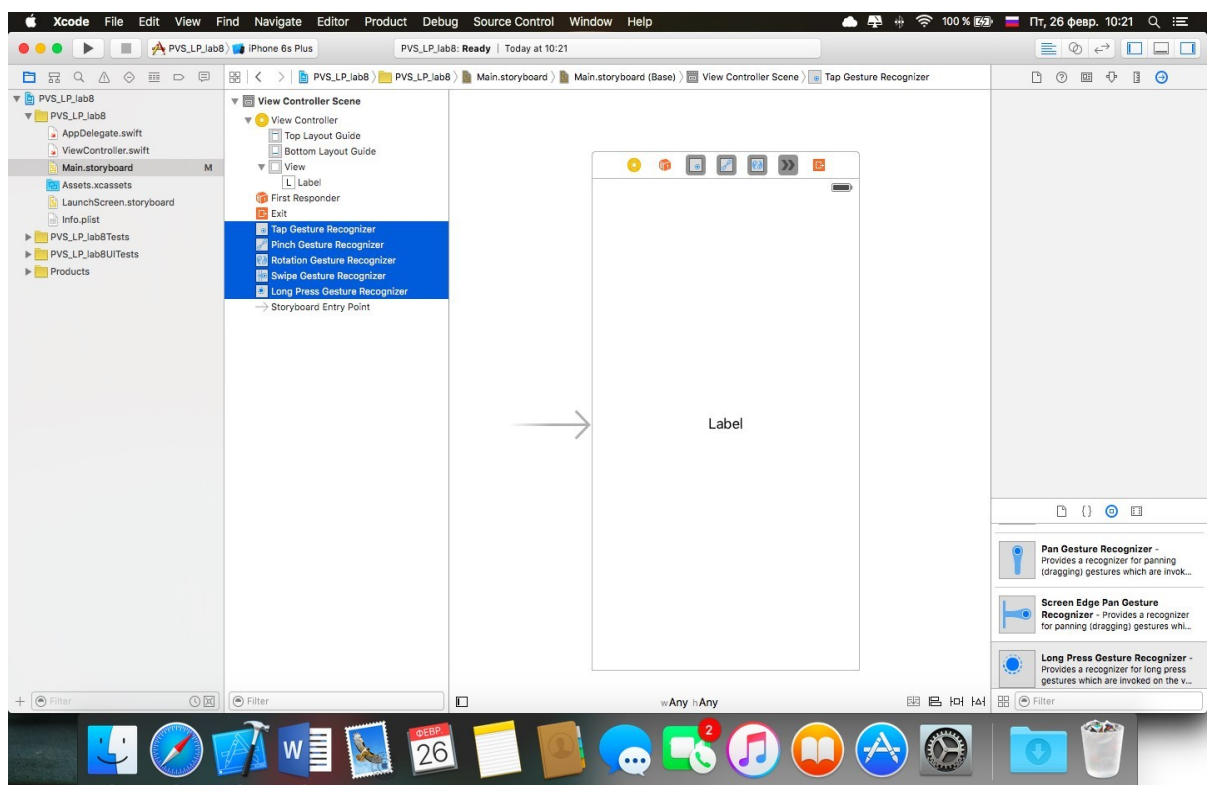 Xcode File Edit View Find Navigate Editor Product Debug Source Control Window Help 100 % Пт, 26 февр. 10:21
PVS_LP_lab8 iPhone 6s Plus PVS_LP_lab8: Ready | Today at 10:21
PVS_LP_lab8 PVS_LP_lab8 Main.storyboard Main.storyboard (Base) View Controller Scene Tap Gesture Recognizer
PVS_LP_lab8
PVS_LP_lab8
AppDelegate.swift
ViewController.swift
Main.storyboard M
Assets.xcassets
LaunchScreen.storyboard
Info.plist
PVS_LP_lab8Tests
PVS_LP_lab8UITests
Products
Filter
View Controller Scene
View Controller
Top Layout Guide
Bottom Layout Guide
View
L Label
First Responder
Exit
Tap Gesture Recognizer
Pinch Gesture Recognizer
Rotation Gesture Recognizer
Swipe Gesture Recognizer
Long Press Gesture Recognizer
Storyboard Entry Point
Filter
Label
wAny hAny
{}
Pan Gesture Recognizer -
Provides a recognizer for panning
(dragging) gestures which are invok...
Screen Edge Pan Gesture
Recognizer - Provides a recognizer
for panning (dragging) gestures whi...
Long Press Gesture Recognizer -
Provides a recognizer for long press
gestures which are invoked on the v...
Filter
W
ФЕВР.
26
2